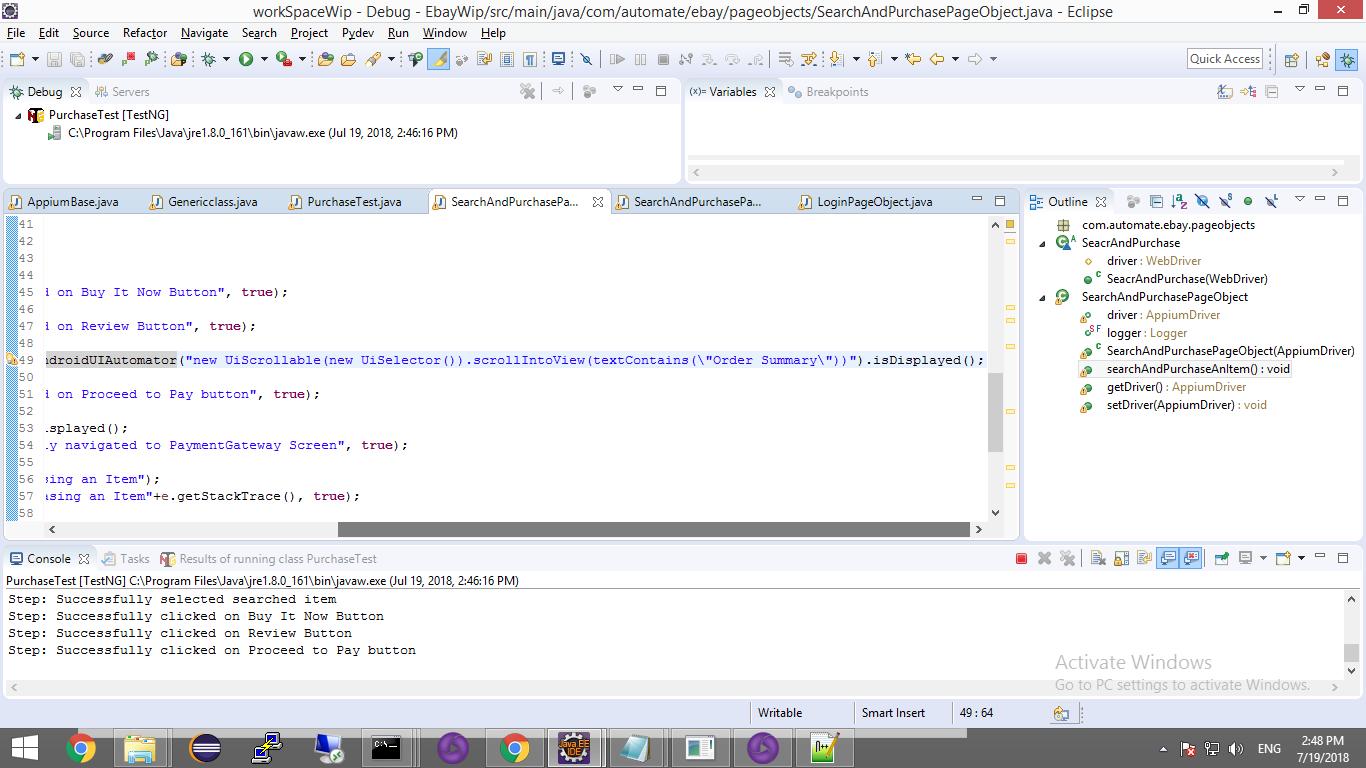 workSpaceWip - Debug - EbayWip/src/main/java/com/automate/ebay/pageobjects/SearchAndPurchasePageObject.java - Eclipse
File Edit Source Refactor Navigate Search Project Pydev Run Window Help
Quick Access
Debug Servers
(x)= Variables Breakpoints
PurchaseTest [TestNG]
C:\Program Files\Java\jre1.8.0_161\bin\javaw.exe (Jul 19, 2018, 2:46:16 PM)
AppiumBase.java Genericclass.java PurchaseTest.java SearchAndPurchasePa... SearchAndPurchasePa... LoginPageObject.java
41
42
43
44
45 d on Buy It Now Button", true);
46
47 d on Review Button", true);
48
49 ndroidUIAutomator("new UiScrollable(new UiSelector()).scrollIntoView(textContains(\"Order Summary\"))").isDisplayed();
50
51 d on Proceed to Pay button", true);
52
53 isplayed();
54 ly navigated to PaymentGateway Screen", true);
55
56 sing an Item");
57 asing an Item"+e.getStackTrace(), true);
58
Outline
com.automate.ebay.pageobjects
SeacrAndPurchase
driver : WebDriver
SeacrAndPurchase(WebDriver)
SearchAndPurchasePageObject
driver : AppiumDriver
logger : Logger
SearchAndPurchasePageObject(AppiumDriver)
searchAndPurchaseAnItem() : void
getDriver() : AppiumDriver
setDriver(AppiumDriver) : void
Console Tasks Results of running class PurchaseTest
PurchaseTest [TestNG] C:\Program Files\Java\jre1.8.0_161\bin\javaw.exe (Jul 19, 2018, 2:46:16 PM)
Step: Successfully selected searched item
Step: Successfully clicked on Buy It Now Button
Step: Successfully clicked on Review Button
Step: Successfully clicked on Proceed to Pay button
Activate Windows
Go to PC settings to activate Windows.
Writable Smart Insert 49 : 64
Java EE
IDE
ENG
2:48 PM
7/19/2018